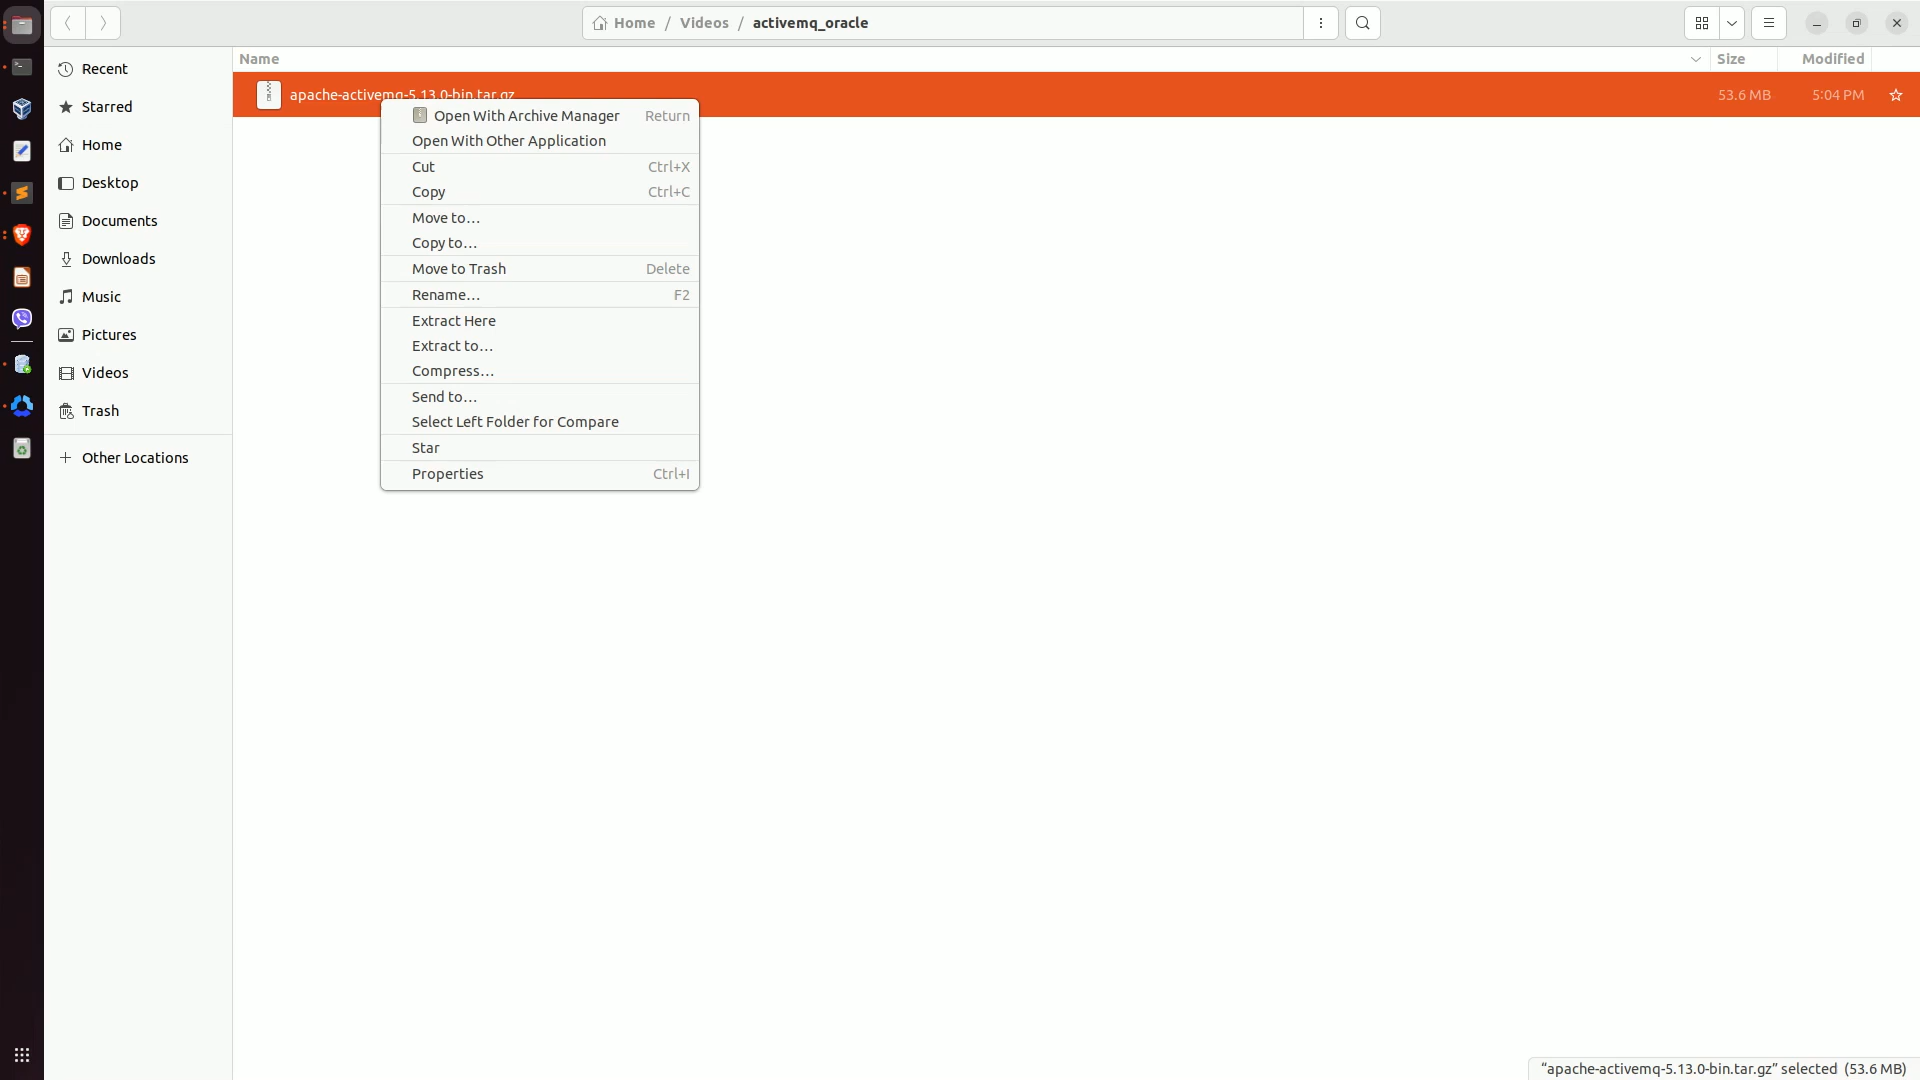 Home / Videos / activemq_oracle
Name
Size
Modified
Recent
Starred
Home
Desktop
Documents
Downloads
Music
Pictures
Videos
Trash
Other Locations
apache-activemq-5.13.0-bin.tar.gz
53.6 MB
5:04 PM
Open With Archive Manager Return
Open With Other Application
Cut Ctrl+X
Copy Ctrl+C
Move to…
Copy to…
Move to Trash Delete
Rename… F2
Extract Here
Extract to…
Compress…
Send to…
Select Left Folder for Compare
Star
Properties Ctrl+I
“apache-activemq-5.13.0-bin.tar.gz” selected (53.6 MB)